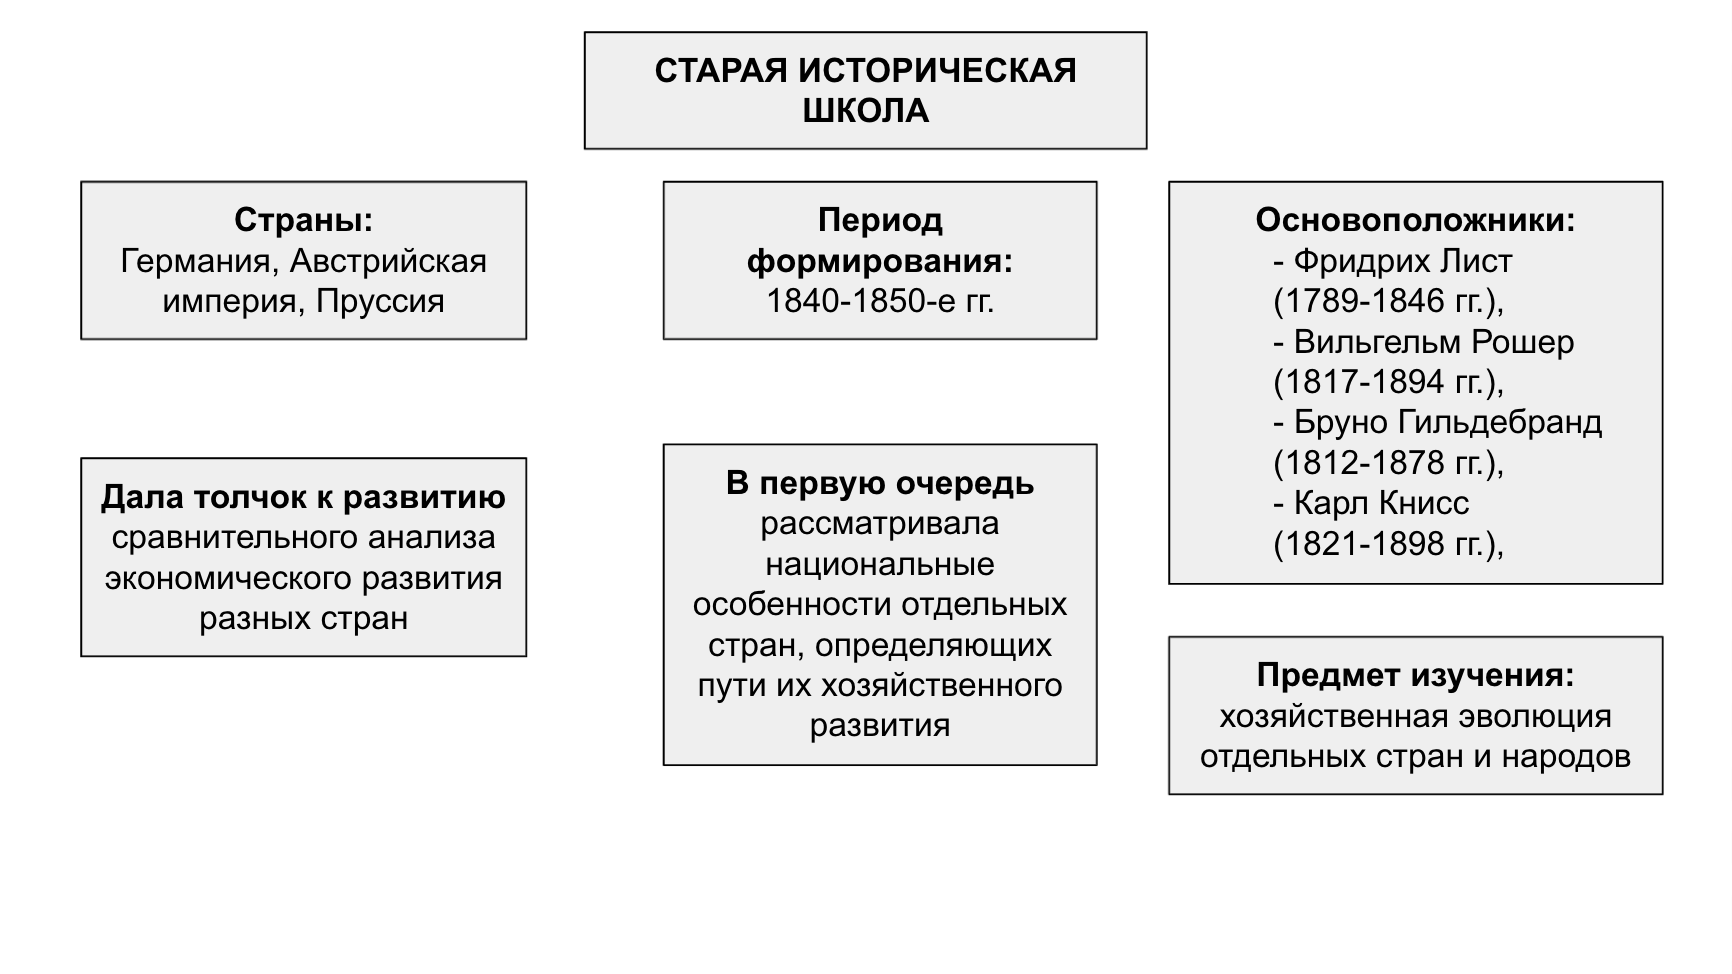 СТАРАЯ ИСТОРИЧЕСКАЯ
ШКОЛА
Страны:
Германия, Австрийская
империя, Пруссия
Период
формирования:
1840-1850-е гг.
Основоположники:
- Фридрих Лист
(1789-1846 гг.),
- Вильгельм Рошер
(1817-1894 гг.),
- Бруно Гильдебранд
(1812-1878 гг.),
- Карл Книсс
(1821-1898 гг.),
Дала толчок к развитию
сравнительного анализа
экономического развития
разных стран
В первую очередь
рассматривала
национальные
особенности отдельных
стран, определяющих
пути их хозяйственного
развития
Предмет изучения:
хозяйственная эволюция
отдельных стран и народов